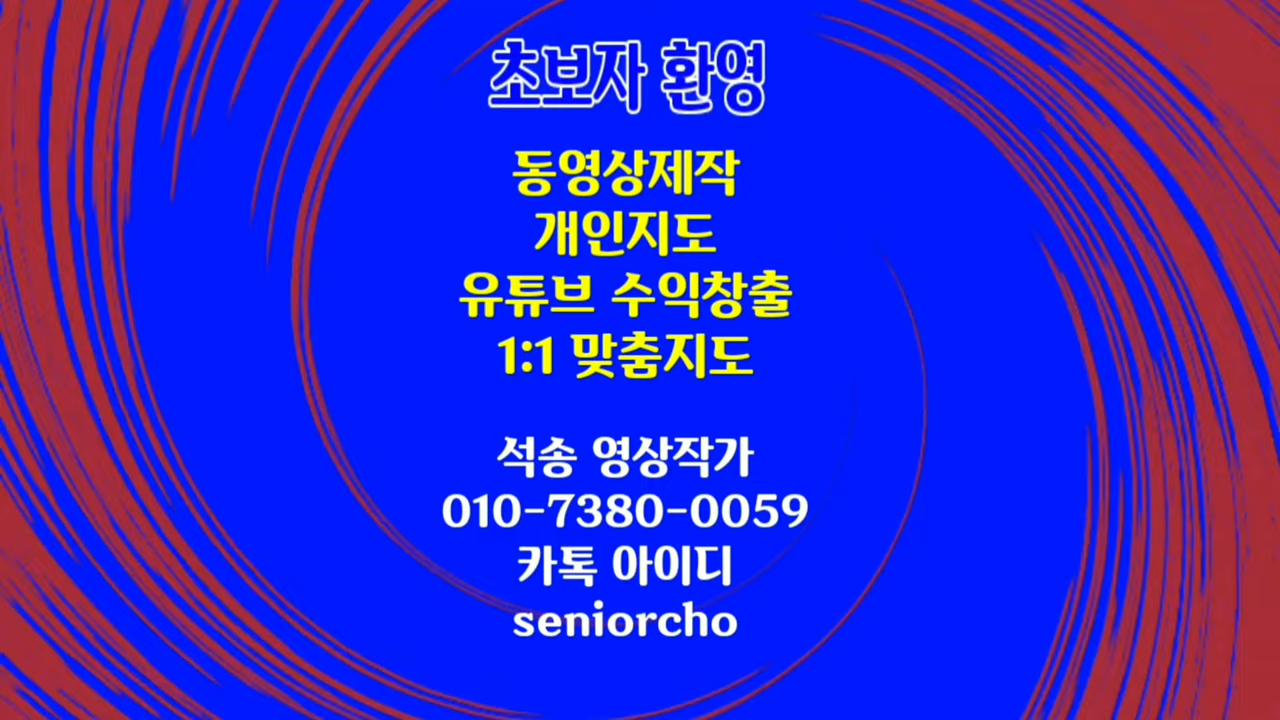 초보자 환영
동영상제작
개인지도
유튜브 수익창출
1:1 맞춤지도
석송 영상작가
010-7380-0059
카톡 아이디
seniorcho